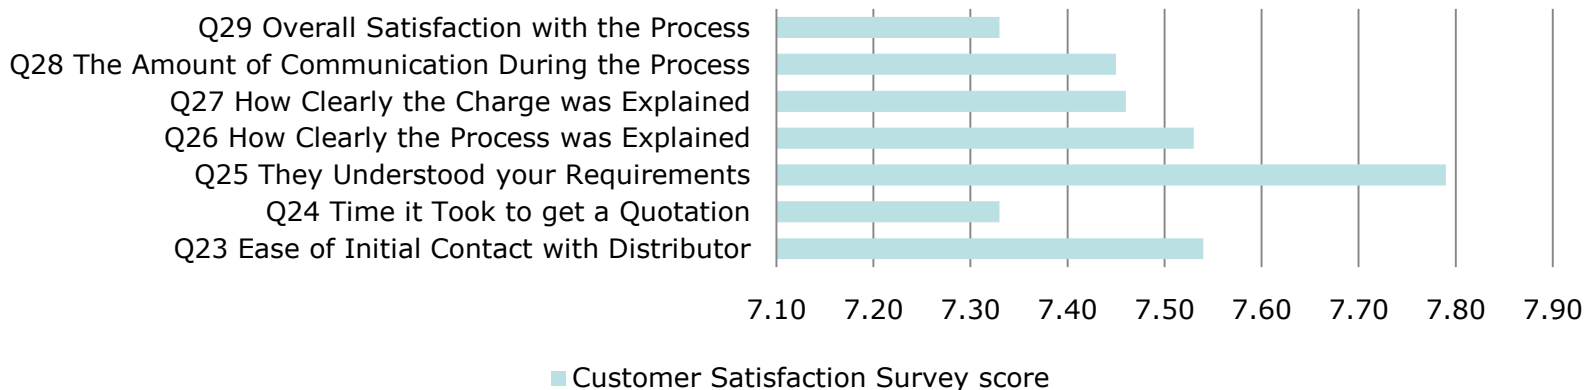 Q29 Overall Satisfaction with the Process
Q28 The Amount of Communication During the Process
Q27 How Clearly the Charge was Explained
Q26 How Clearly the Process was Explained
Q25 They Understood your Requirements
Q24 Time it Took to get a Quotation
Q23 Ease of Initial Contact with Distributor
7.10 7.20 7.30 7.40 7.50 7.60 7.70 7.80 7.90
Customer Satisfaction Survey score